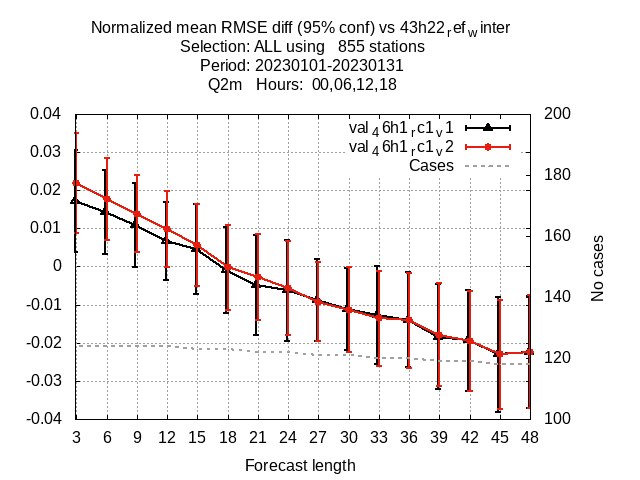 Normalized mean RMSE diff (95% conf) vs 43h22ref winter
Selection: ALL using 855 stations
Period: 20230101-20230131
Q2m Hours: 00,06,12,18
0.04 200
val46h1rc1v1
val46h1rc1v2
Cases
0.03
0.02 180
0.01 160
0
-0.01 140
-0.02 120
-0.03
-0.04 100
No cases
3 6 9 12 15 18 21 24 27 30 33 36 39 42 45 48
Forecast length